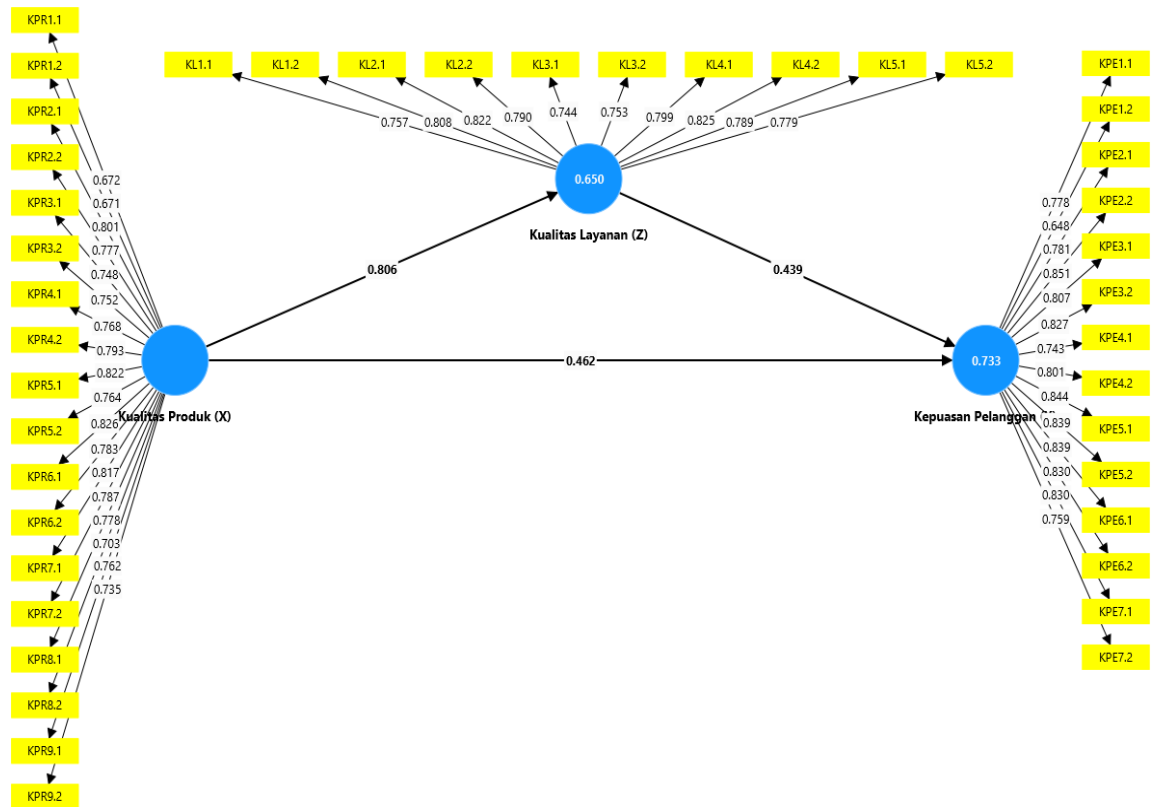 KPR1.1
KPR1.2
KPR2.1
KPR2.2
KPR3.1
KPR3.2
KPR4.1
KPR4.2
KPR5.1
KPR5.2
KPR6.1
KPR6.2
KPR7.1
KPR7.2
KPR8.1
KPR8.2
KPR9.1
KPR9.2
0.672
0.671
0.801
0.777
0.748
0.752
0.768
0.793
0.822
0.764
0.826
0.783
0.817
0.787
0.778
0.703
0.762
0.735
Kualitas Produk (X)
KL1.1 KL1.2 KL2.1 KL2.2 KL3.1 KL3.2 KL4.1 KL4.2 KL5.1 KL5.2
0.757 0.808 0.822 0.790 0.744 0.753 0.799 0.825 0.789 0.779
0.650
Kualitas Layanan (Z)
0.806
0.439
0.462
0.733
Kepuasan Pelanggan
0.778
0.648
0.781
0.851
0.807
0.827
0.743
0.801
0.844
0.839
0.839
0.830
0.830
0.759
KPE1.1
KPE1.2
KPE2.1
KPE2.2
KPE3.1
KPE3.2
KPE4.1
KPE4.2
KPE5.1
KPE5.2
KPE6.1
KPE6.2
KPE7.1
KPE7.2